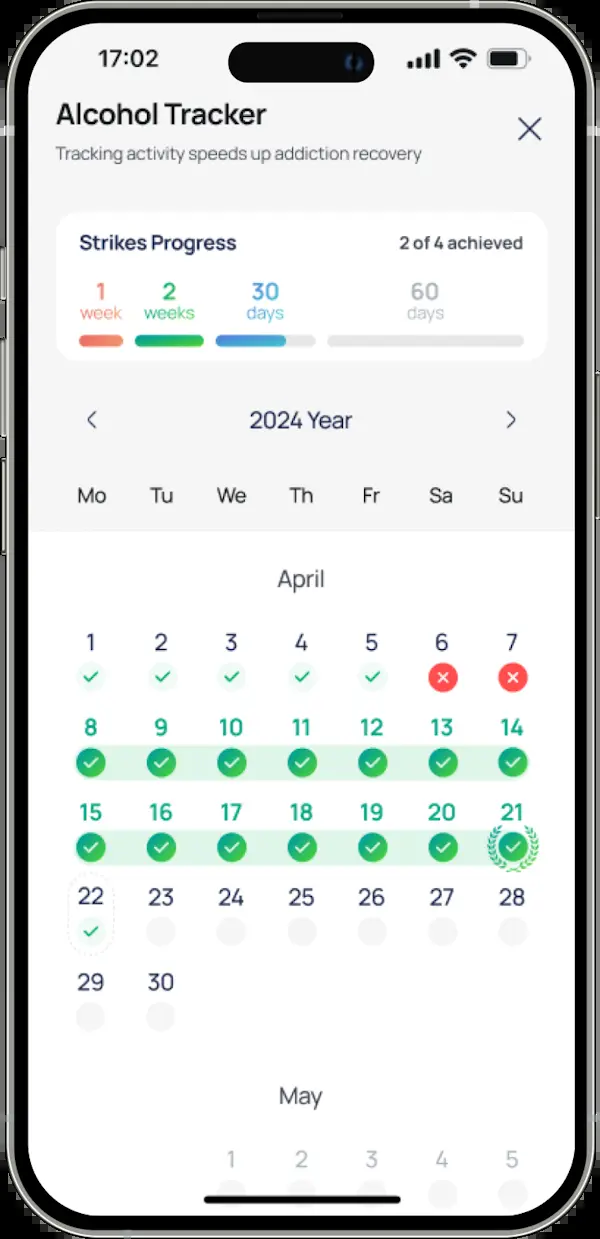 17:02
Alcohol Tracker
Tracking activity speeds up addiction recovery
Strikes Progress 2 of 4 achieved
1 2 30 60
week weeks days days
2024 Year
Mo Tu We Th Fr Sa Su
April
1 2 3 4 5 6 7
8 9 10 11 12 13 14
15 16 17 18 19 20 21
22 23 24 25 26 27 28
29 30
May
1 2 3 4 5